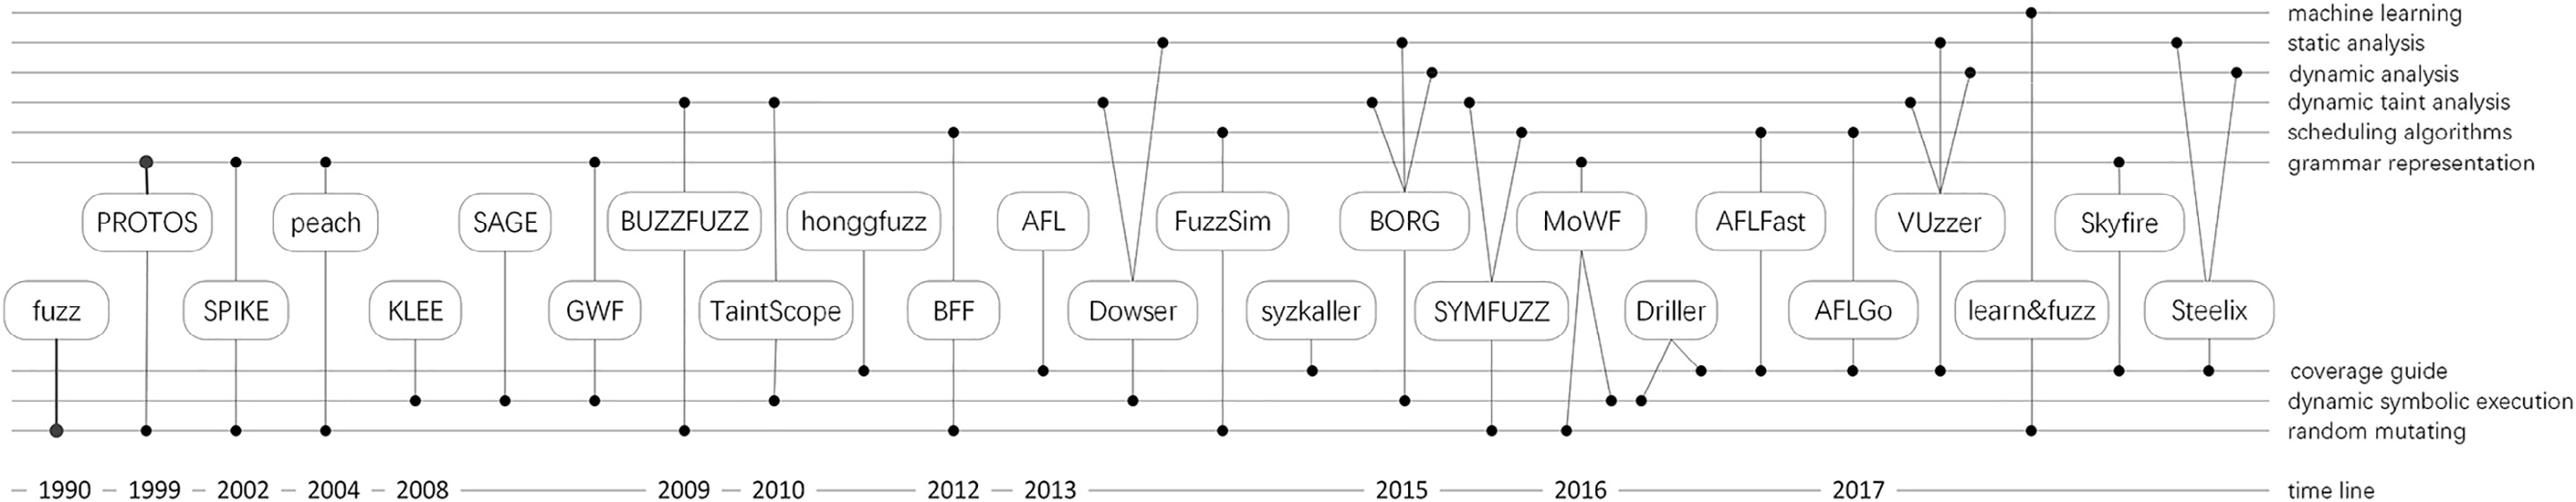 machine learning
static analysis
dynamic analysis
dynamic taint analysis
scheduling algorithms
grammar representation
PROTOS peach SAGE BUZZFUZZ honggfuzz AFL FuzzSim BORG MoWF AFLFast VUzzer Skyfire
fuzz SPIKE KLEE GWF TaintScope BFF Dowser syzkaller SYMFUZZ Driller AFLGo learn&fuzz Steelix
coverage guide
dynamic symbolic execution
random mutating
1990 1999 2002 2004 2008 2009 2010 2012 2013 2015 2016 2017 time line